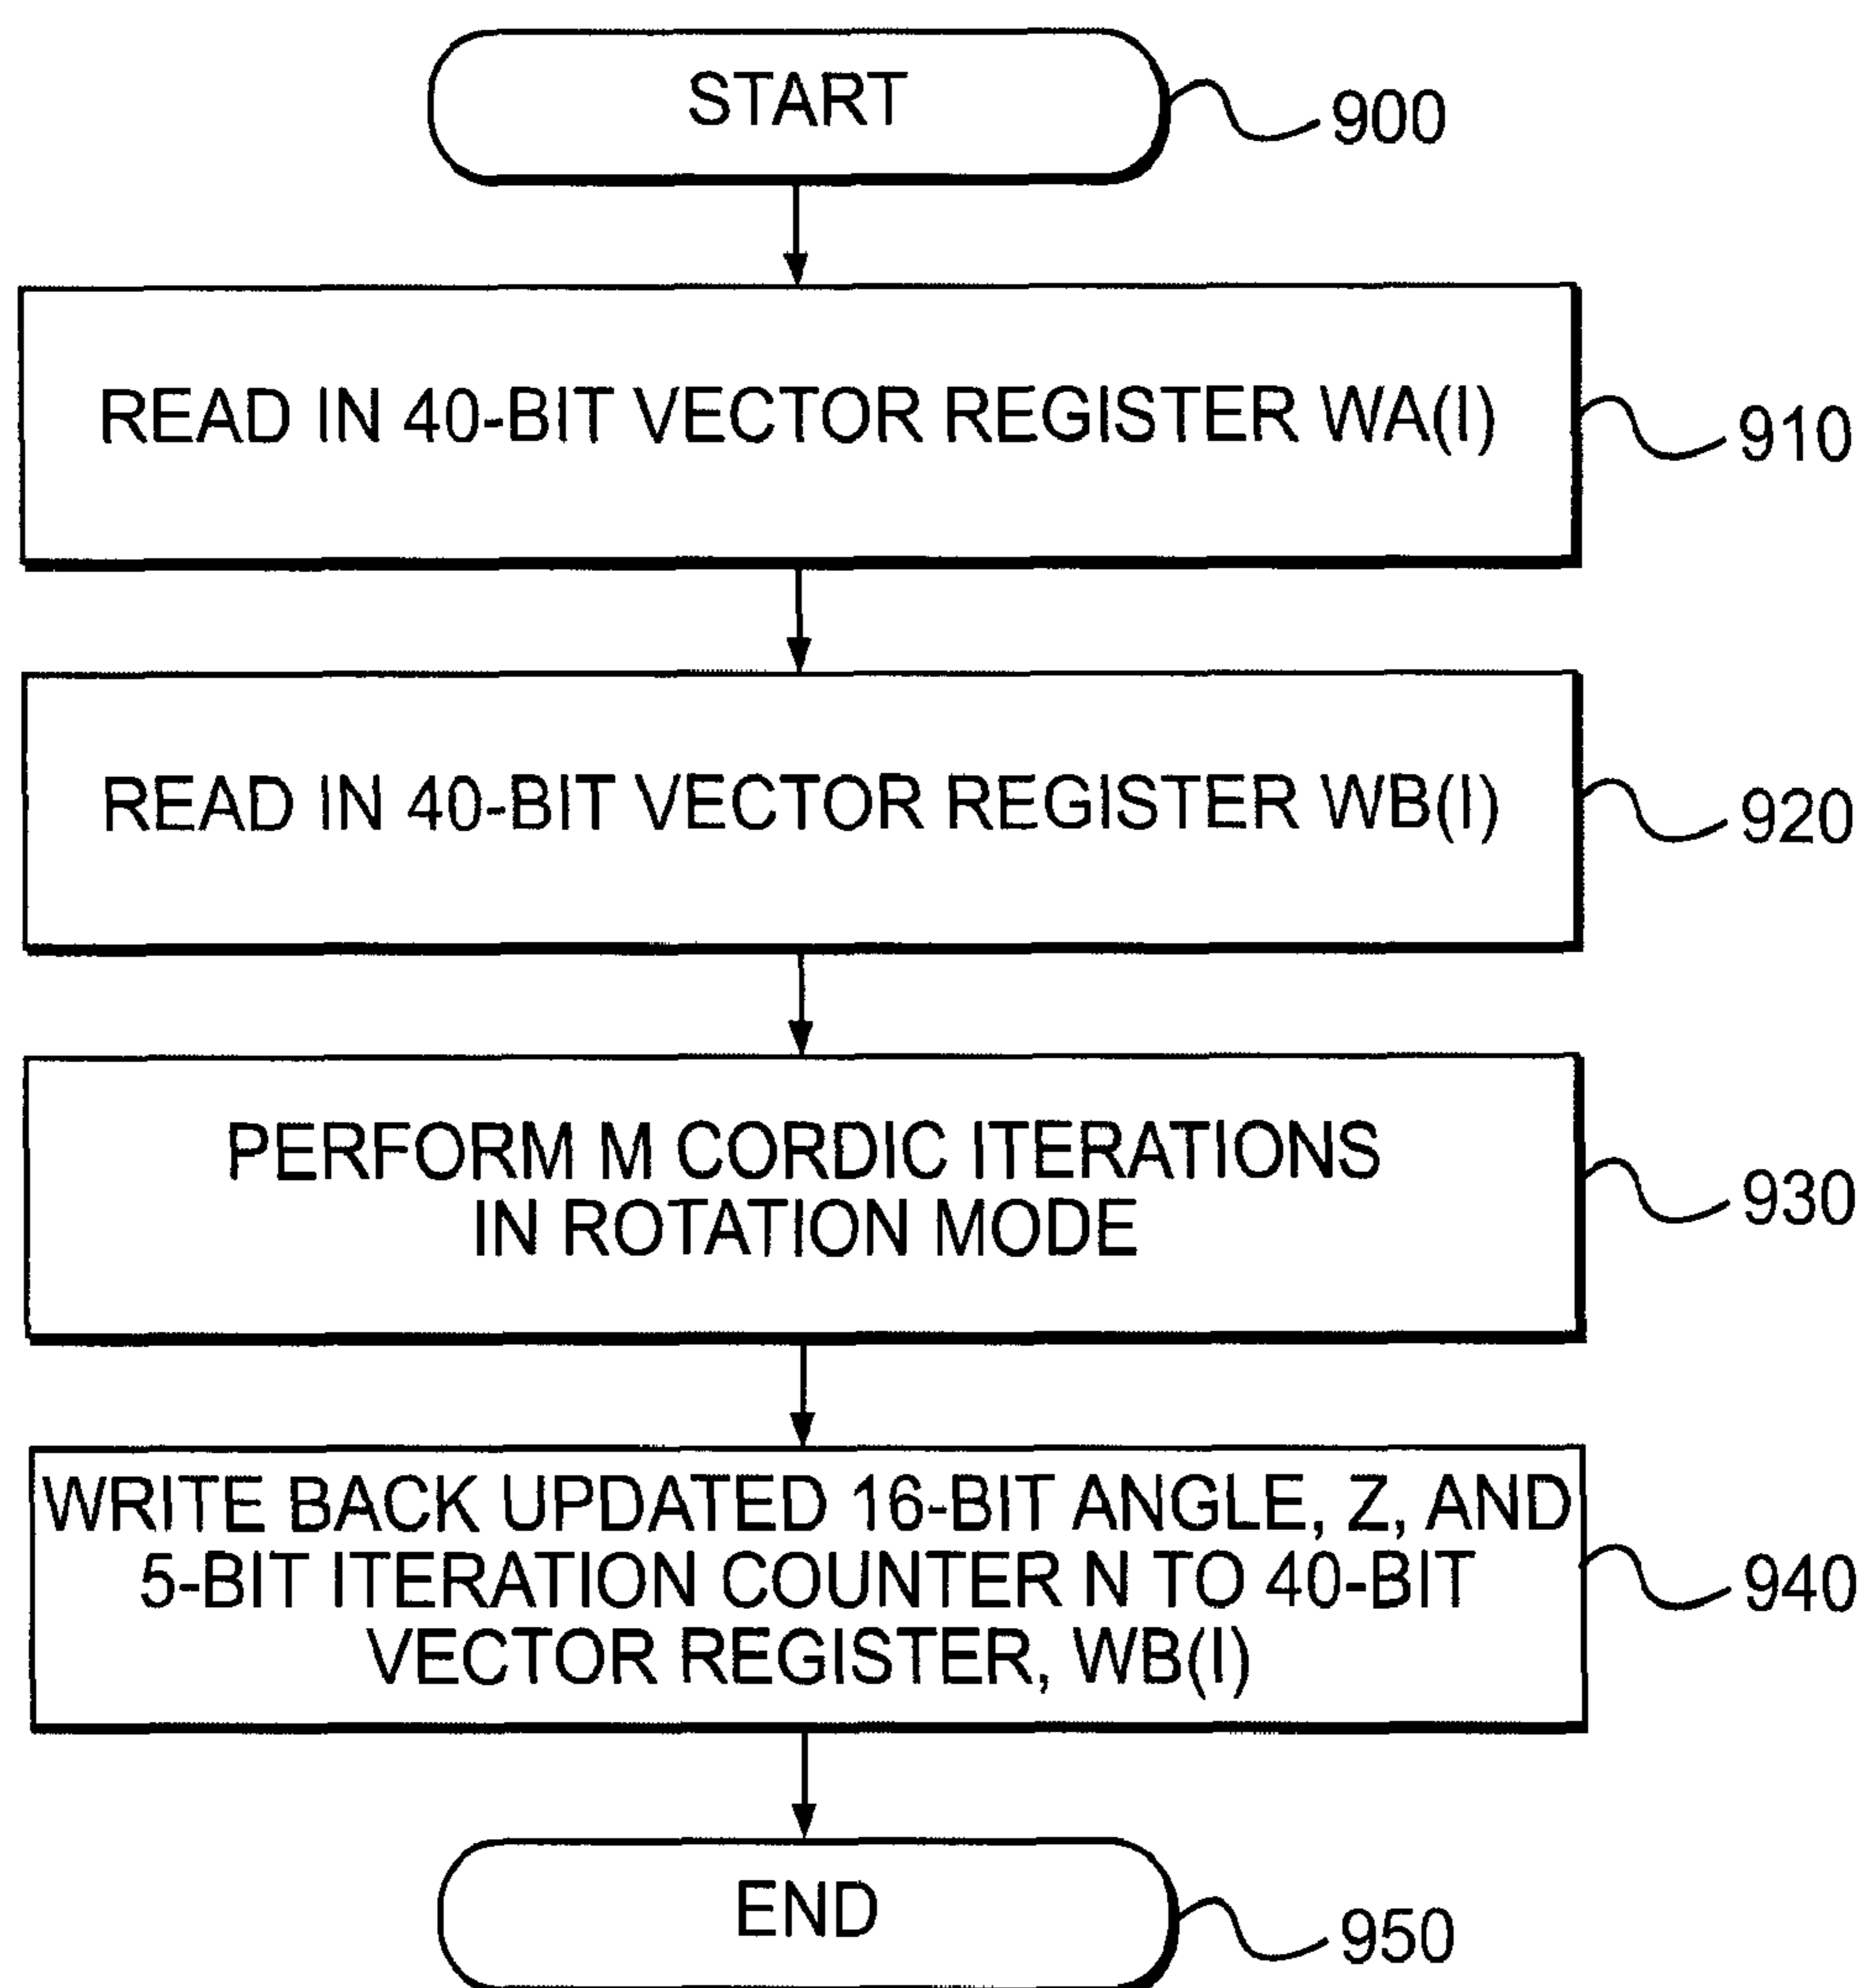 START
900
READ IN 40-BIT VECTOR REGISTER WA(I)
910
READ IN 40-BIT VECTOR REGISTER WB(I)
920
PERFORM M CORDIC ITERATIONS
IN ROTATION MODE
930
WRITE BACK UPDATED 16-BIT ANGLE, Z, AND
5-BIT ITERATION COUNTER N TO 40-BIT
VECTOR REGISTER, WB(I)
940
END
950